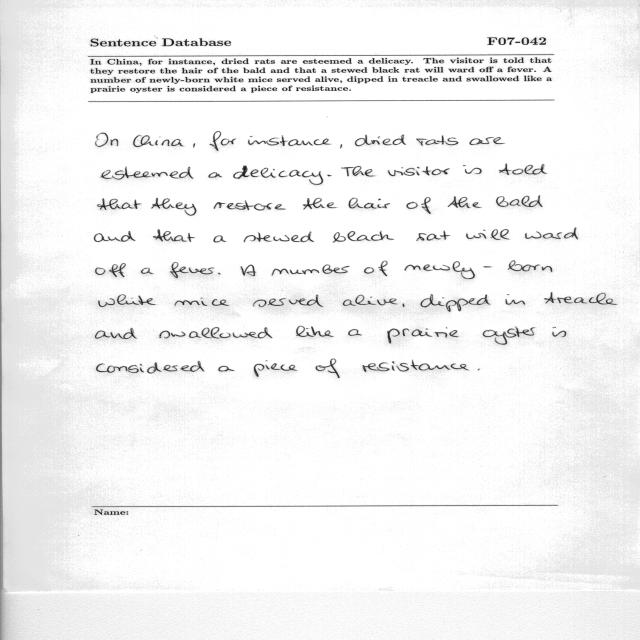 Sentence Database F07-042
In China, for instance, dried rats are esteemed a delicacy. The visitor is told that
they restore the hair of the bald and that a stewed black rat will ward off a fever. A
number of newly-born white mice served alive, dipped in treacle and swallowed like a
prairie oyster is considered a piece of resistance.
In China, for instance, dried rats are
esteemed a delicacy. The visitor is told
that they restore the hair of the bald
and that a stewed black rat will ward
off a fever. A number of newly-born
white mice served alive, dipped in treacle
and swallowed like a prairie oyster is
considered a piece of resistance.
Name: